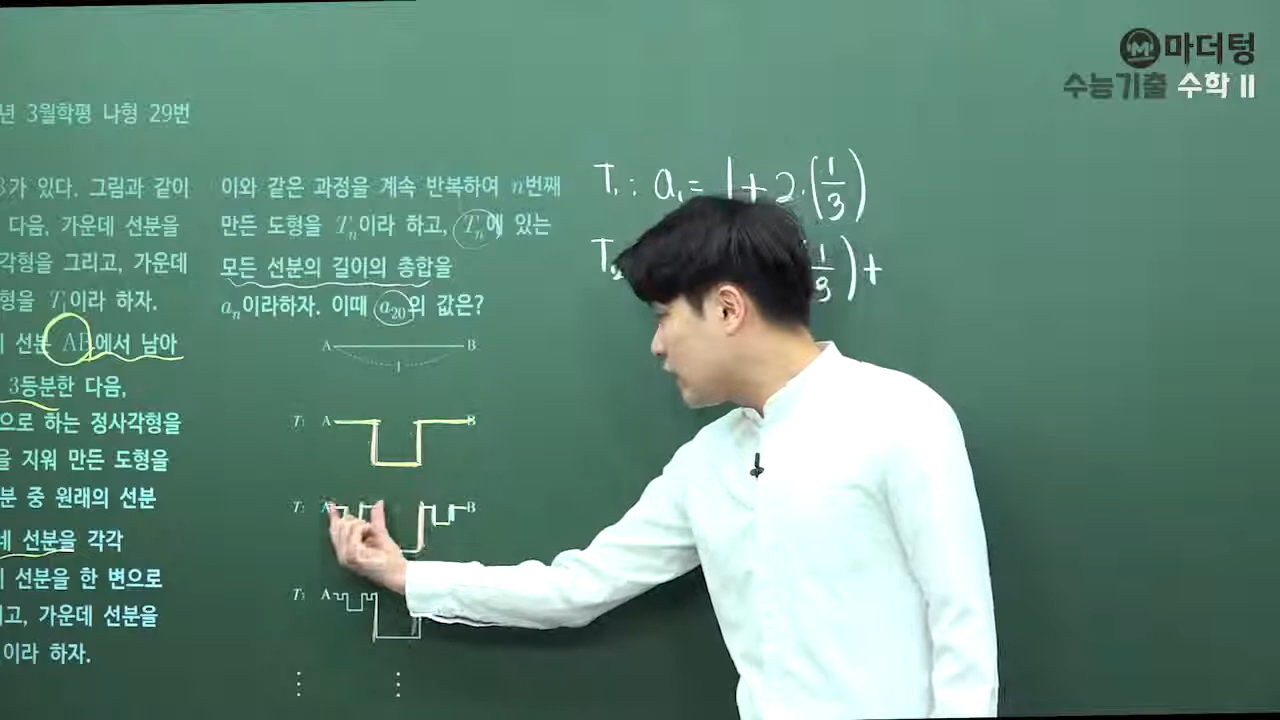 마더텅
수능기출 수학 II
년 3월학평 나형 29번
가 있다. 그림과 같이
다음, 가운데 선분을
각형을 그리고, 가운데
형을 T₁이라 하자.
선분 AB에서 남아
3등분한 다음,
으로 하는 정사각형을
을 지워 만든 도형을
분 중 원래의 선분
네 선분을 각각
선분을 한 변으로
고, 가운데 선분을
이라 하자.
이와 같은 과정을 계속 반복하여 n번째
만든 도형을 Tₙ이라 하고, Tₙ에 있는
모든 선분의 길이의 총합을
aₙ이라하자. 이때 a₂₀의 값은?
A B
1
T₁ A B
T₂ A B
T₃ A
T₁ : a₁ = 1 + 2·(1/3)
T₂ ) +